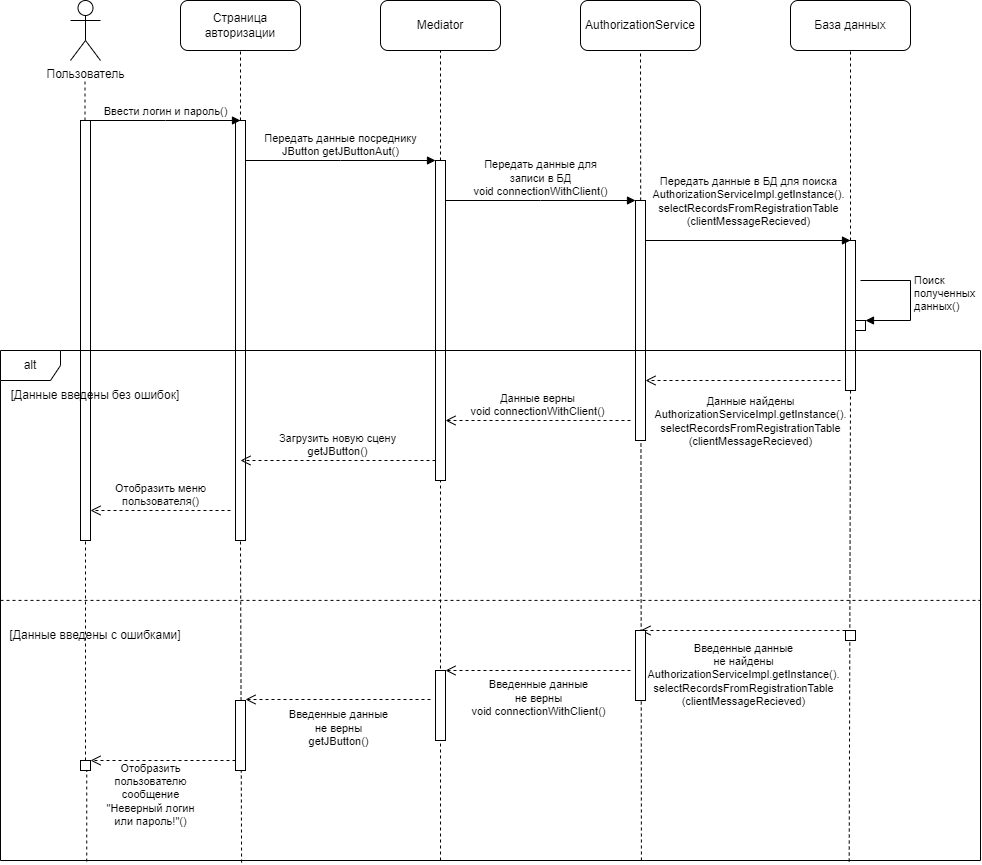 Пользователь
Страница
авторизации
Mediator
AuthorizationService
База данных
Ввести логин и пароль()
Передать данные посреднику
JButton getJButtonAut()
Передать данные для
записи в БД
void connectionWithClient()
Передать данные в БД для поиска
AuthorizationServiceImpl.getInstance().
selectRecordsFromRegistrationTable
(clientMessageRecieved)
Поиск
полученных
данных()
alt
[Данные введены без ошибок]
Данные найдены
AuthorizationServiceImpl.getInstance().
selectRecordsFromRegistrationTable
(clientMessageRecieved)
Данные верны
void connectionWithClient()
Загрузить новую сцену
getJButton()
Отобразить меню
пользователя()
[Данные введены с ошибками]
Введенные данные
не найдены
AuthorizationServiceImpl.getInstance().
selectRecordsFromRegistrationTable
(clientMessageRecieved)
Введенные данные
не верны
void connectionWithClient()
Введенные данные
не верны
getJButton()
Отобразить
пользователю
сообщение
"Неверный логин
или пароль!"()